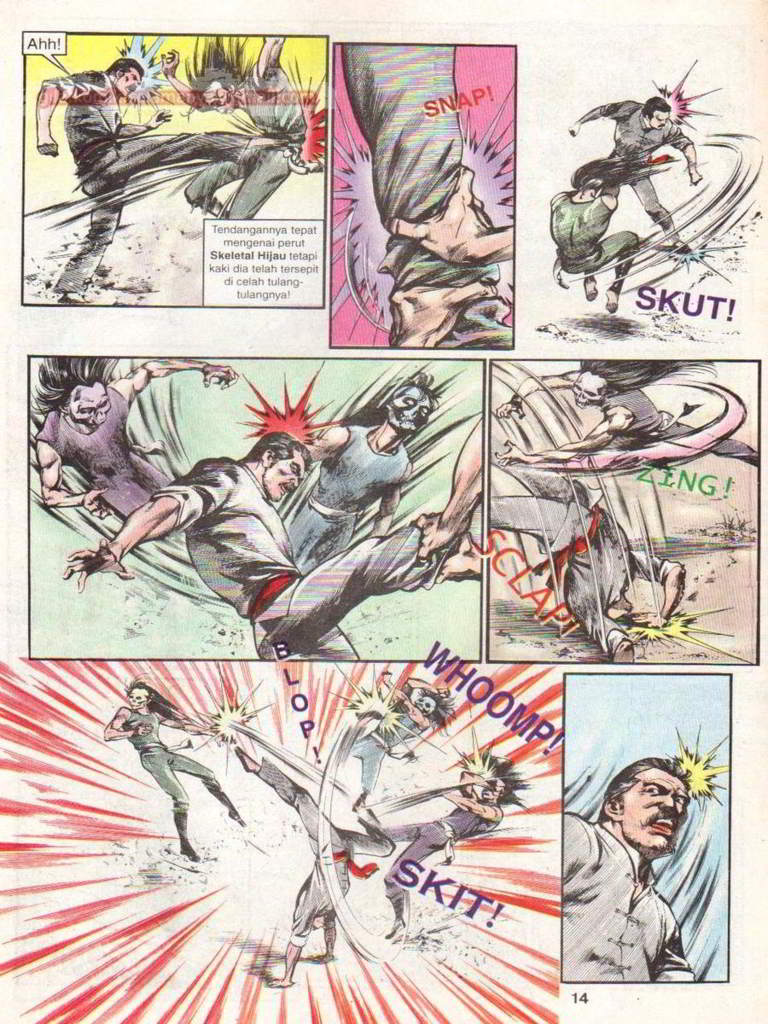 Ahh!
Tendangannya tepat
mengenai perut
Skeletal Hijau tetapi
kaki dia telah tersepit
di celah tulang-
tulangnya!
SNAP!
SKUT!
ZING!
SCLAP!
BLOP!
WHOOMP!
SKIT!
14